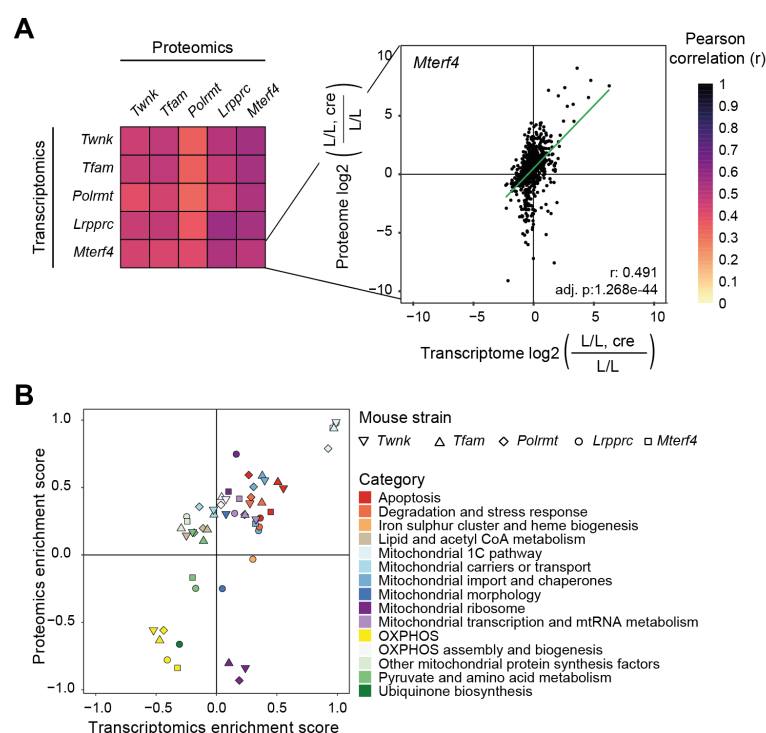 A
Proteomics
Twnk
Tfam
Polrmt
Lrpprc
Mterf4
Transcriptomics
Twnk
Tfam
Polrmt
Lrpprc
Mterf4
Proteome log2 (L/L, cre / L/L)
10
5
0
−5
−10
Mterf4
r: 0.491
adj. p:1.268e-44
−10
−5
0
5
10
Transcriptome log2 (L/L, cre / L/L)
Pearson
correlation (r)
1
0.9
0.8
0.7
0.6
0.5
0.4
0.3
0.2
0.1
0
B
Proteomics enrichment score
1.0
0.5
0.0
−0.5
−1.0
−1.0
−0.5
0.0
0.5
1.0
Transcriptomics enrichment score
Mouse strain
Twnk
Tfam
Polrmt
Lrpprc
Mterf4
Category
Apoptosis
Degradation and stress response
Iron sulphur cluster and heme biogenesis
Lipid and acetyl CoA metabolism
Mitochondrial 1C pathway
Mitochondrial carriers or transport
Mitochondrial import and chaperones
Mitochondrial morphology
Mitochondrial ribosome
Mitochondrial transcription and mtRNA metabolism
OXPHOS
OXPHOS assembly and biogenesis
Other mitochondrial protein synthesis factors
Pyruvate and amino acid metabolism
Ubiquinone biosynthesis